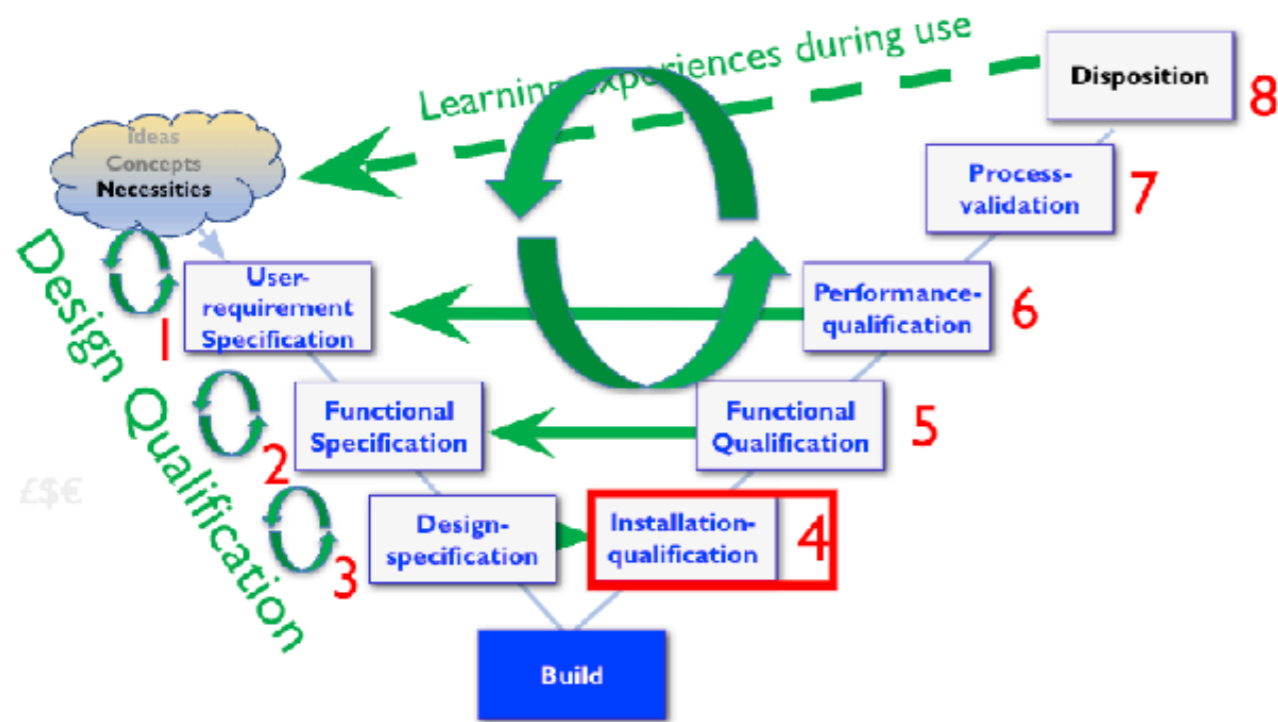 Learning experiences during use
Disposition
8
Ideas
Concepts
Necessities
Process-
validation
7
Design Qualification
User-
requirement
Specification
1
Performance-
qualification
6
Functional
Specification
2
Functional
Qualification
5
£$€
Design-
specification
3
Installation-
qualification
4
Build